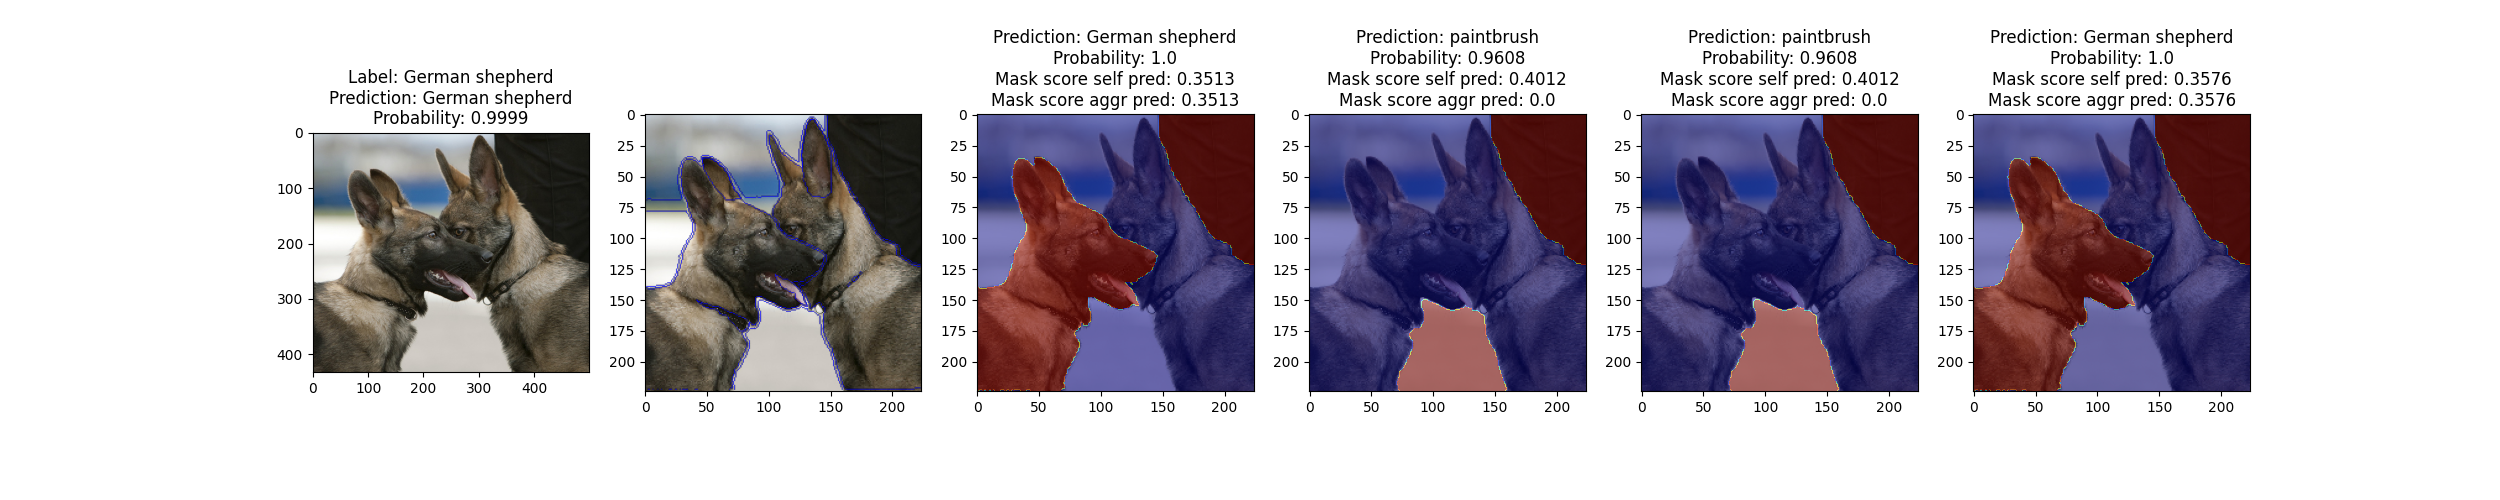 Label: German shepherd
Prediction: German shepherd
Probability: 0.9999
0
100
200
300
400
0 100 200 300 400
0
25
50
75
100
125
150
175
200
0 50 100 150 200
Prediction: German shepherd
Probability: 1.0
Mask score self pred: 0.3513
Mask score aggr pred: 0.3513
0
25
50
75
100
125
150
175
200
0 50 100 150 200
Prediction: paintbrush
Probability: 0.9608
Mask score self pred: 0.4012
Mask score aggr pred: 0.0
0
25
50
75
100
125
150
175
200
0 50 100 150 200
Prediction: paintbrush
Probability: 0.9608
Mask score self pred: 0.4012
Mask score aggr pred: 0.0
0
25
50
75
100
125
150
175
200
0 50 100 150 200
Prediction: German shepherd
Probability: 1.0
Mask score self pred: 0.3576
Mask score aggr pred: 0.3576
0
25
50
75
100
125
150
175
200
0 50 100 150 200